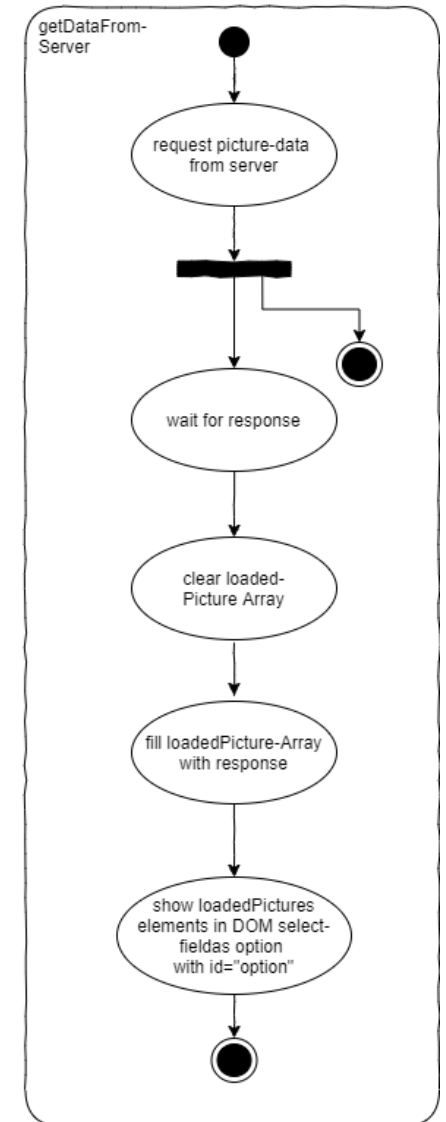 getDataFrom-
Server
request picture-data
from server
wait for response
clear loaded-
Picture Array
fill loadedPicture-Array
with response
show loadedPictures
elements in DOM select-
fieldas option
with id="option"